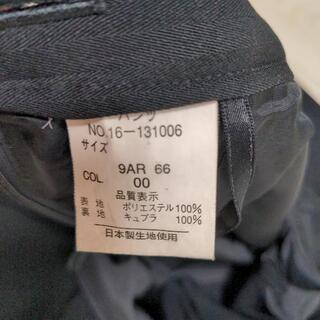 パンツ
NO.16-131006
サイズ
9AR 66
COL 00
品質表示
表地 ポリエステル100%
裏地 キュプラ 100%
日本製生地使用